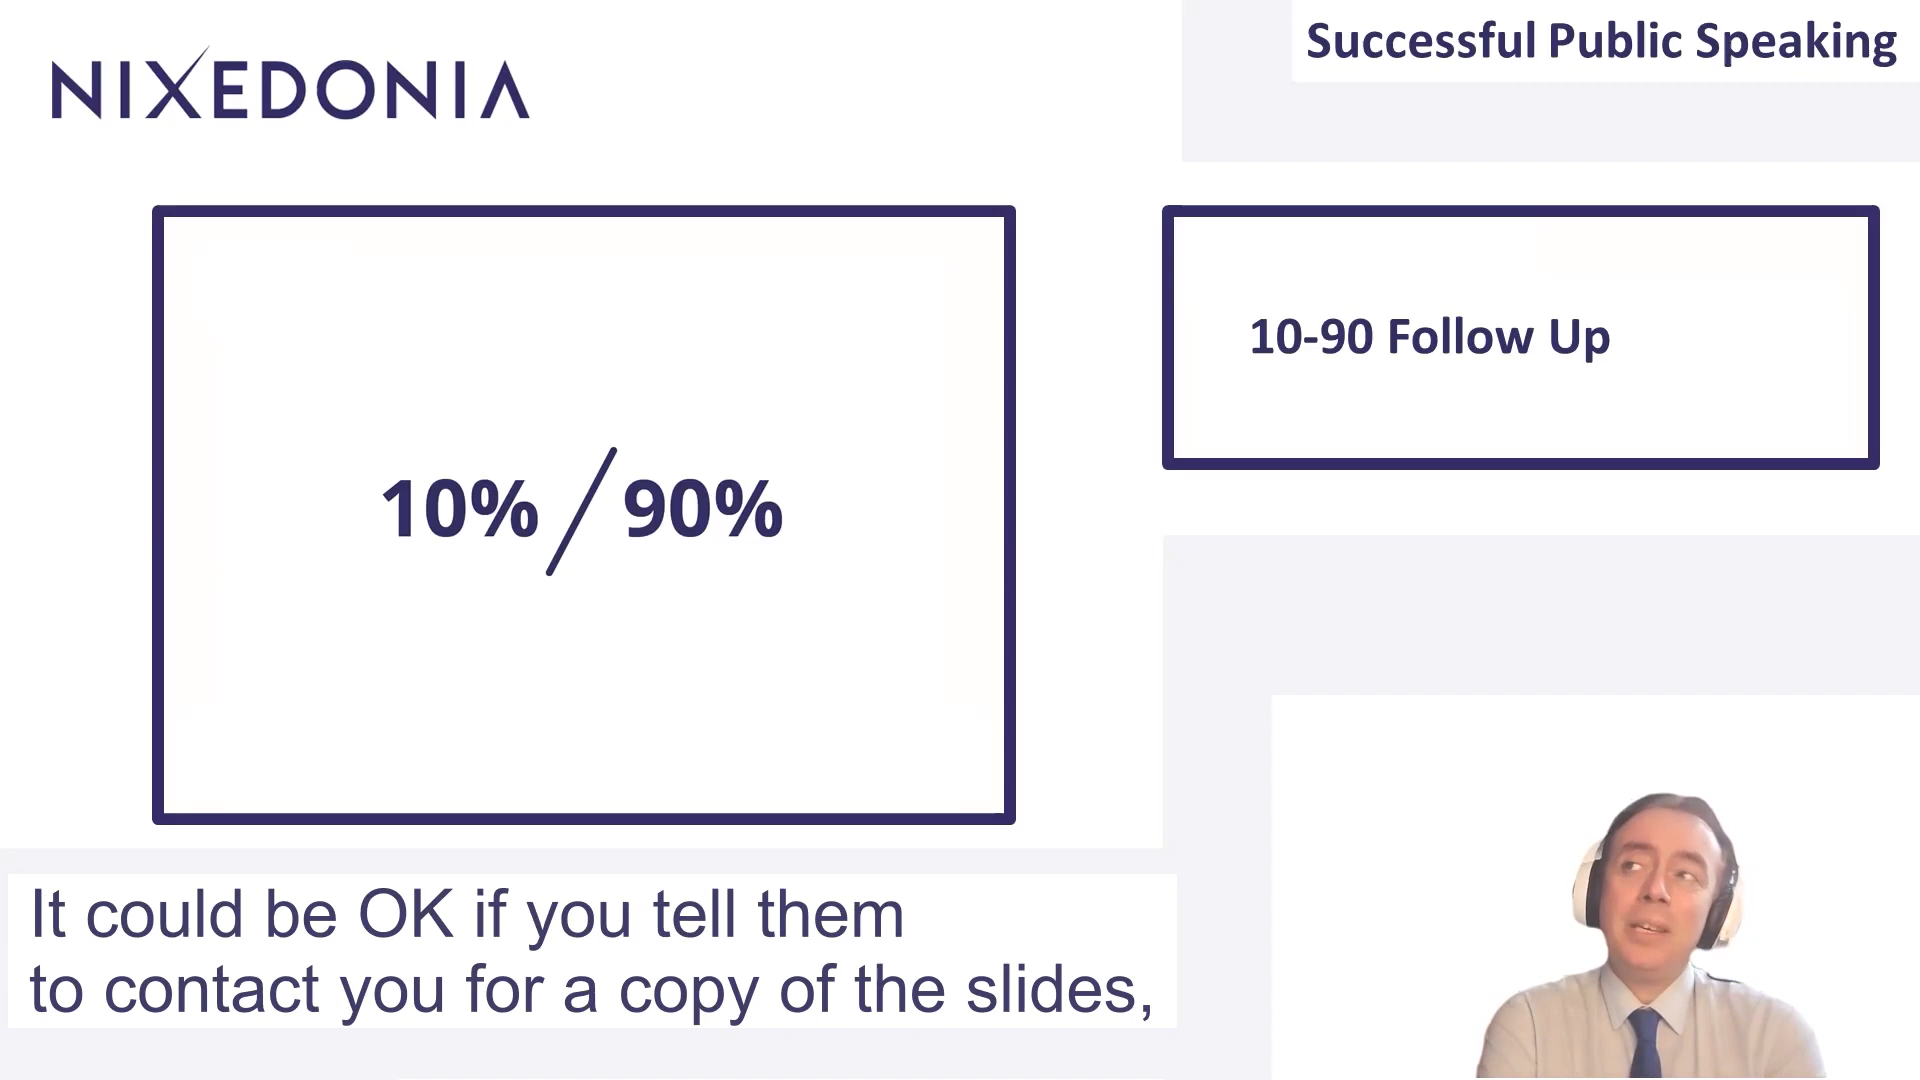 NIXEDONIA
Successful Public Speaking
10% / 90%
10-90 Follow Up
It could be OK if you tell them
to contact you for a copy of the slides,